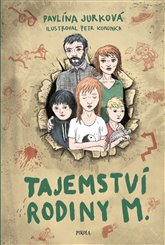 PAVLÍNA JURKOVÁ
ILUSTROVAL PETR KORUNKA
TAJEMSTVÍ
RODINY M.
PIKOLA